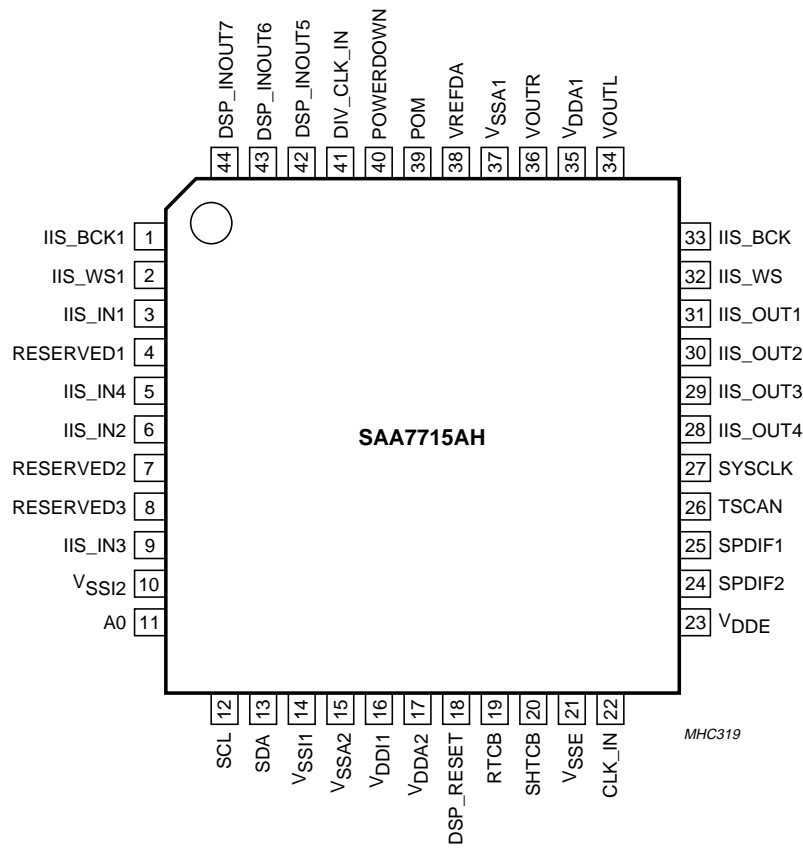 44 DSP_INOUT7
43 DSP_INOUT6
42 DSP_INOUT5
41 DIV_CLK_IN
40 POWERDOWN
39 POM
38 VREFDA
37 VSSA1
36 VOUTR
35 VDDA1
34 VOUTL
IIS_BCK1 1
IIS_WS1 2
IIS_IN1 3
RESERVED1 4
IIS_IN4 5
IIS_IN2 6
RESERVED2 7
RESERVED3 8
IIS_IN3 9
VSSI2 10
A0 11
SAA7715AH
33 IIS_BCK
32 IIS_WS
31 IIS_OUT1
30 IIS_OUT2
29 IIS_OUT3
28 IIS_OUT4
27 SYSCLK
26 TSCAN
25 SPDIF1
24 SPDIF2
23 VDDE
SCL 12
SDA 13
VSSI1 14
VSSA2 15
VDDI1 16
VDDA2 17
DSP_RESET 18
RTCB 19
SHTCB 20
VSSE 21
CLK_IN 22
MHC319